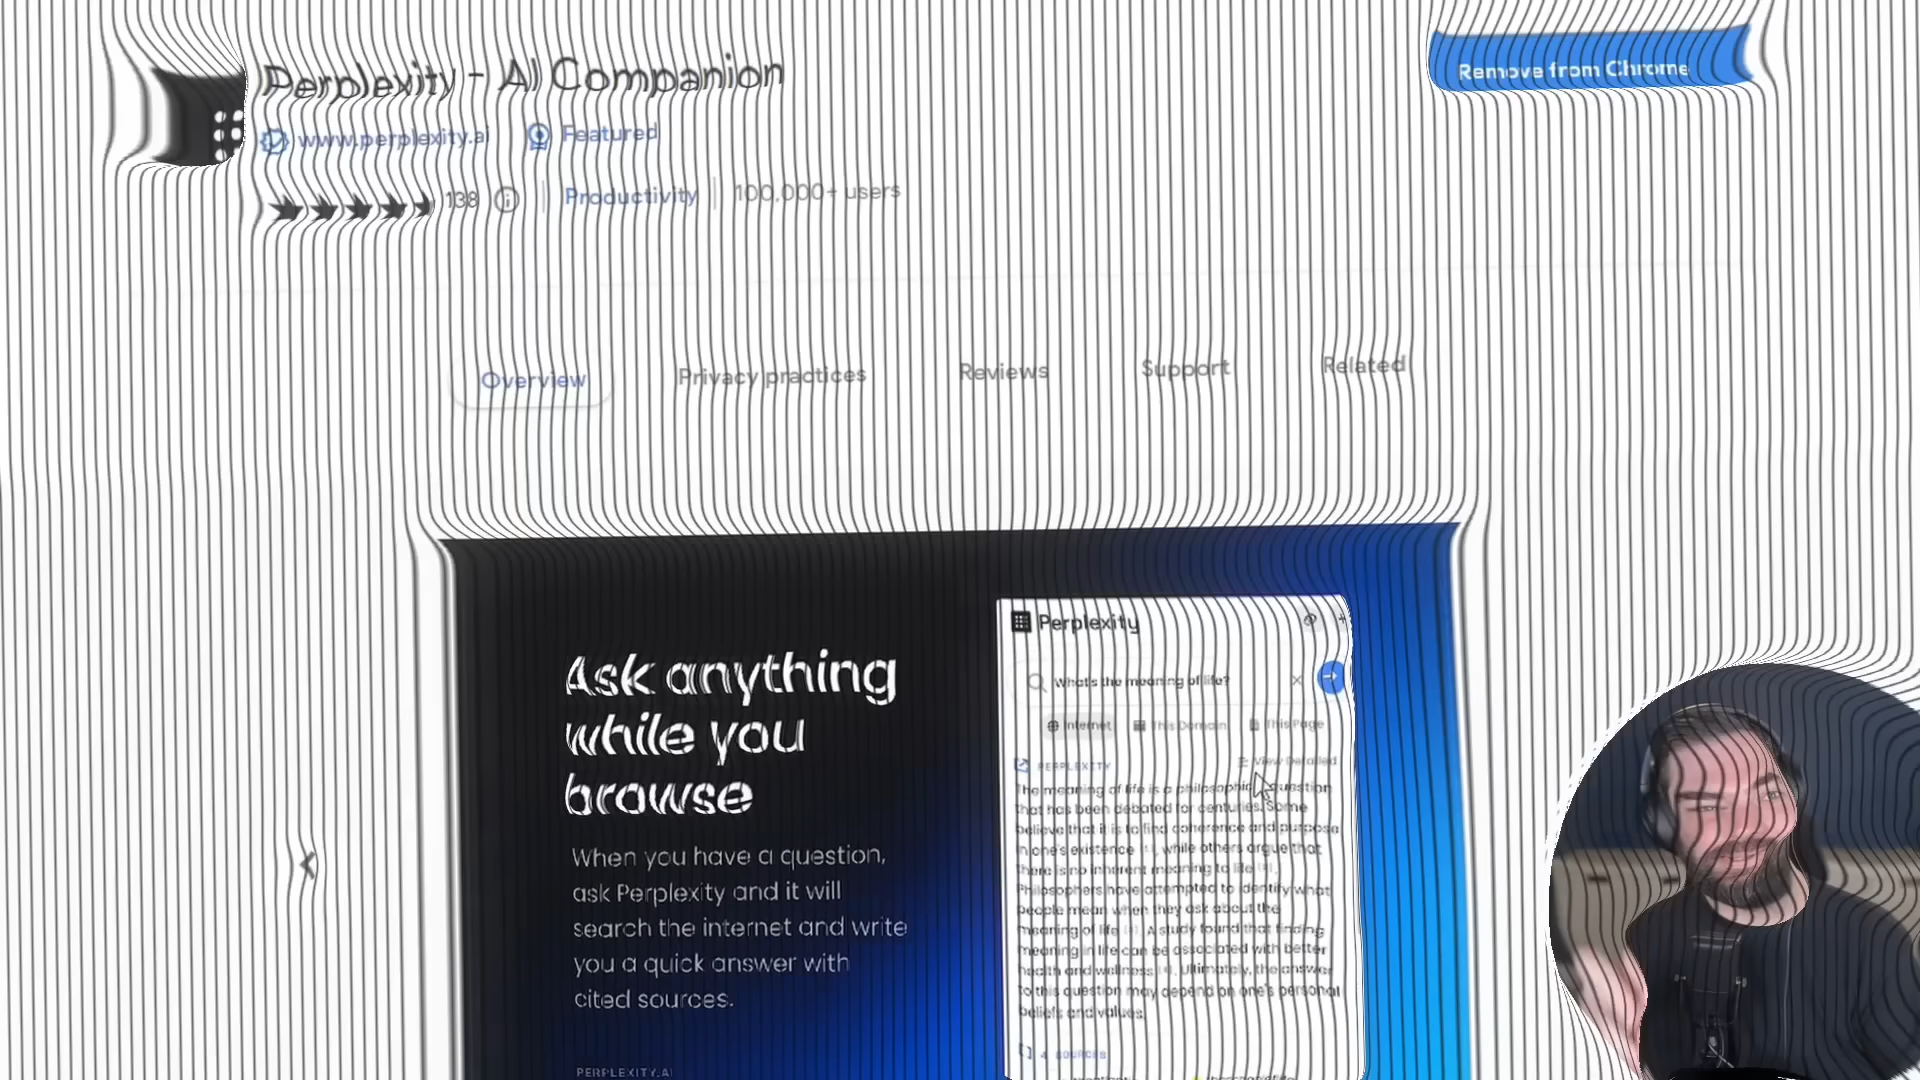 Perplexity - AI Companion
Remove from Chrome
www.perplexity.ai
Featured
138
Productivity
100,000+ users
Overview
Privacy practices
Reviews
Support
Related
Ask anything
while you
browse
When you have a question,
ask Perplexity and it will
search the internet and write
you a quick answer with
cited sources.
PERPLEXITY.AI
Perplexity
What's the meaning of life?
Internet
This Domain
This Page
PERPLEXITY
View Detailed
The meaning of life is a philosophic question
that has been debated for centuries. Some
believe that it is to find coherence and purpose
in one's existence, while others argue that
there is no inherent meaning to life
Philosophers have attempted to identify what
people mean when they ask about the
meaning of life. A study found that finding
meaning in life can be associated with better
health and wellness. Ultimately, the answer
to this question may depend on one's personal
beliefs and values.
4 SOURCES